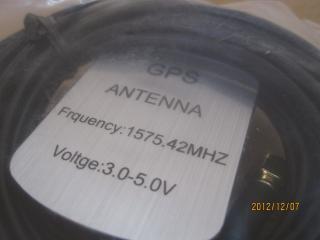 GPS
ANTENNA
Frquency:1575.42MHZ
Voltge:3.0-5.0V
2012/12/07